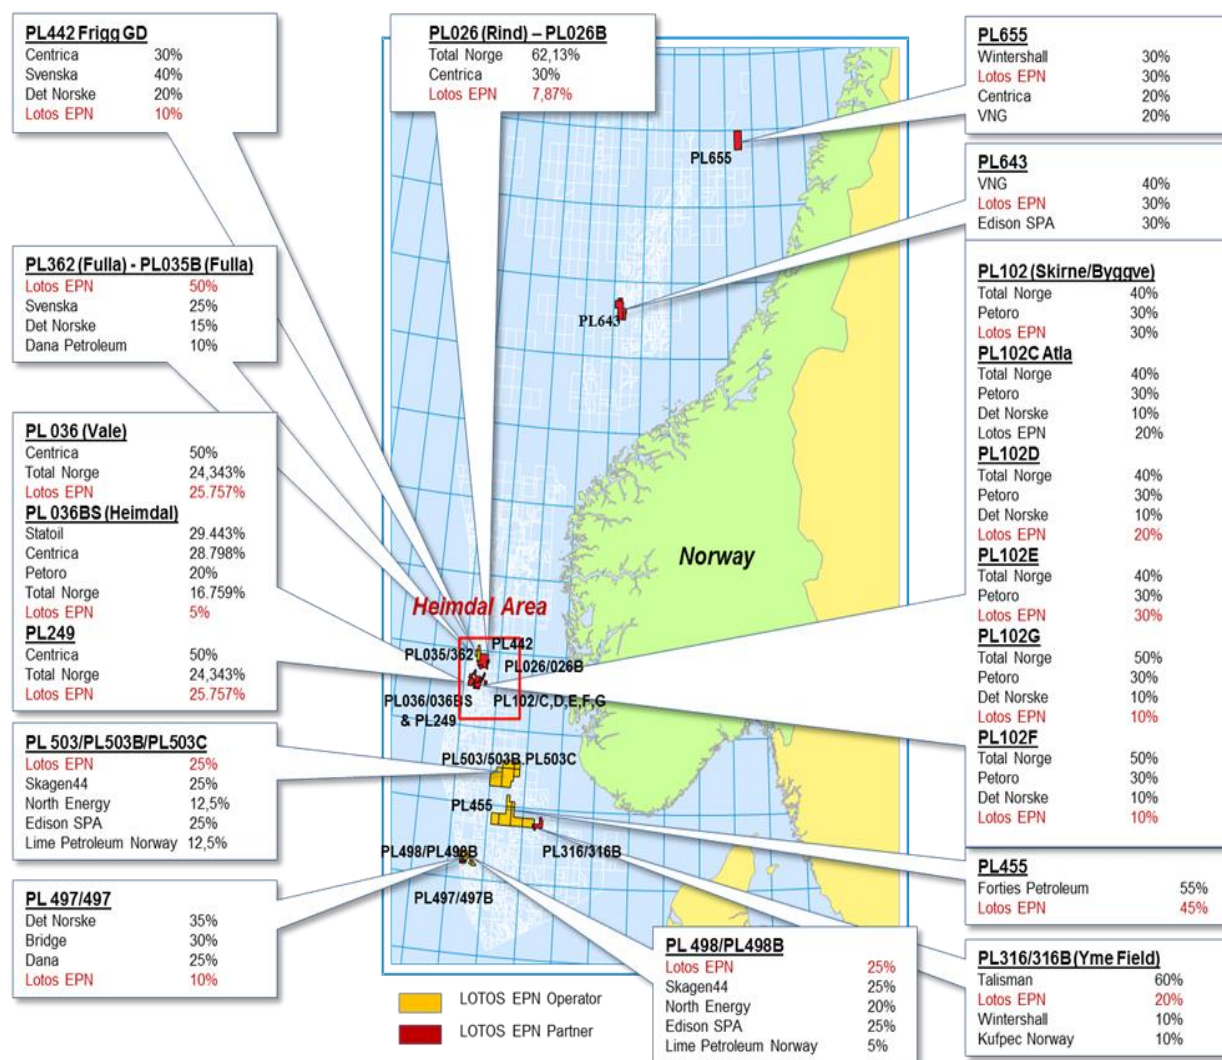 PL442 Frigg GD
Centrica 30%
Svenska 40%
Det Norske 20%
Lotos EPN 10%
PL026 (Rind) – PL026B
Total Norge 62,13%
Centrica 30%
Lotos EPN 7,87%
PL655
Wintershall 30%
Lotos EPN 30%
Centrica 20%
VNG 20%
PL643
VNG 40%
Lotos EPN 30%
Edison SPA 30%
PL362 (Fulla) - PL035B (Fulla)
Lotos EPN 50%
Svenska 25%
Det Norske 15%
Dana Petroleum 10%
PL 036 (Vale)
Centrica 50%
Total Norge 24,343%
Lotos EPN 25.757%
PL 036BS (Heimdal)
Statoil 29.443%
Centrica 28.798%
Petoro 20%
Total Norge 16.759%
Lotos EPN 5%
PL249
Centrica 50%
Total Norge 24,343%
Lotos EPN 25.757%
PL 503/PL503B/PL503C
Lotos EPN 25%
Skagen44 25%
North Energy 12,5%
Edison SPA 25%
Lime Petroleum Norway 12,5%
PL 497/497
Det Norske 35%
Bridge 30%
Dana 25%
Lotos EPN 10%
PL655
PL643
Norway
Heimdal Area
PL442
PL035/362
PL026/026B
PL036/036BS
& PL249
PL102/C,D,E,F,G
PL503/503B.PL503C
PL455
PL316/316B
PL498/PL498B
PL497/497B
PL102 (Skirne/Byggve)
Total Norge 40%
Petoro 30%
Lotos EPN 30%
PL102C Atla
Total Norge 40%
Petoro 30%
Det Norske 10%
Lotos EPN 20%
PL102D
Total Norge 40%
Petoro 30%
Det Norske 10%
Lotos EPN 20%
PL102E
Total Norge 40%
Petoro 30%
Lotos EPN 30%
PL102G
Total Norge 50%
Petoro 30%
Det Norske 10%
Lotos EPN 10%
PL102F
Total Norge 50%
Petoro 30%
Det Norske 10%
Lotos EPN 10%
PL455
Forties Petroleum 55%
Lotos EPN 45%
PL316/316B (Yme Field)
Talisman 60%
Lotos EPN 20%
Wintershall 10%
Kufpec Norway 10%
PL 498/PL498B
Lotos EPN 25%
Skagen44 25%
North Energy 20%
Edison SPA 25%
Lime Petroleum Norway 5%
LOTOS EPN Operator
LOTOS EPN Partner